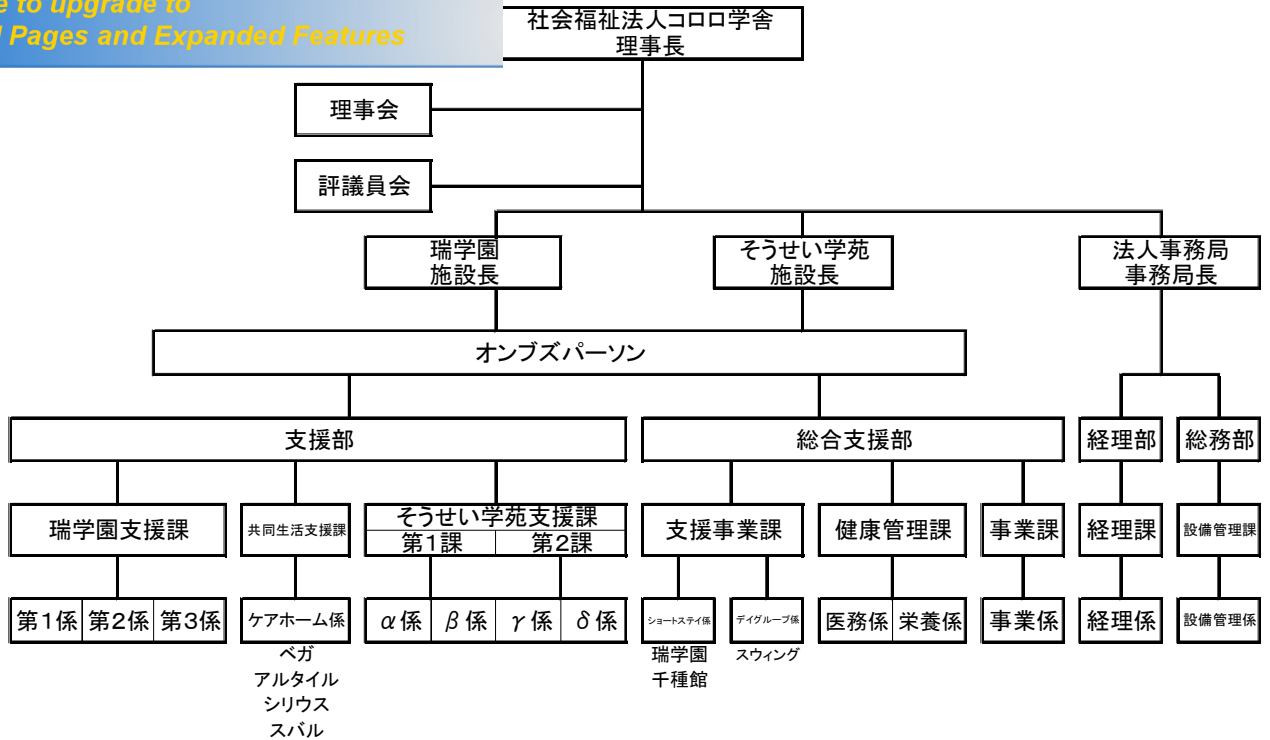 to upgrade to
Pages and Expanded Features
社会福祉法人コロロ学舎
理事長
理事会
評議員会
瑞学園
施設長
そうせい学苑
施設長
法人事務局
事務局長
オンブズパーソン
支援部
総合支援部
経理部
総務部
瑞学園支援課
共同生活支援課
そうせい学苑支援課
第1課
第2課
支援事業課
健康管理課
事業課
経理課
設備管理課
第1係
第2係
第3係
ケアホーム係
α係
β係
γ係
δ係
ショートステイ係
デイグループ係
医務係
栄養係
事業係
経理係
設備管理係
ベガ
アルタイル
シリウス
スバル
瑞学園
千種館
スウィング